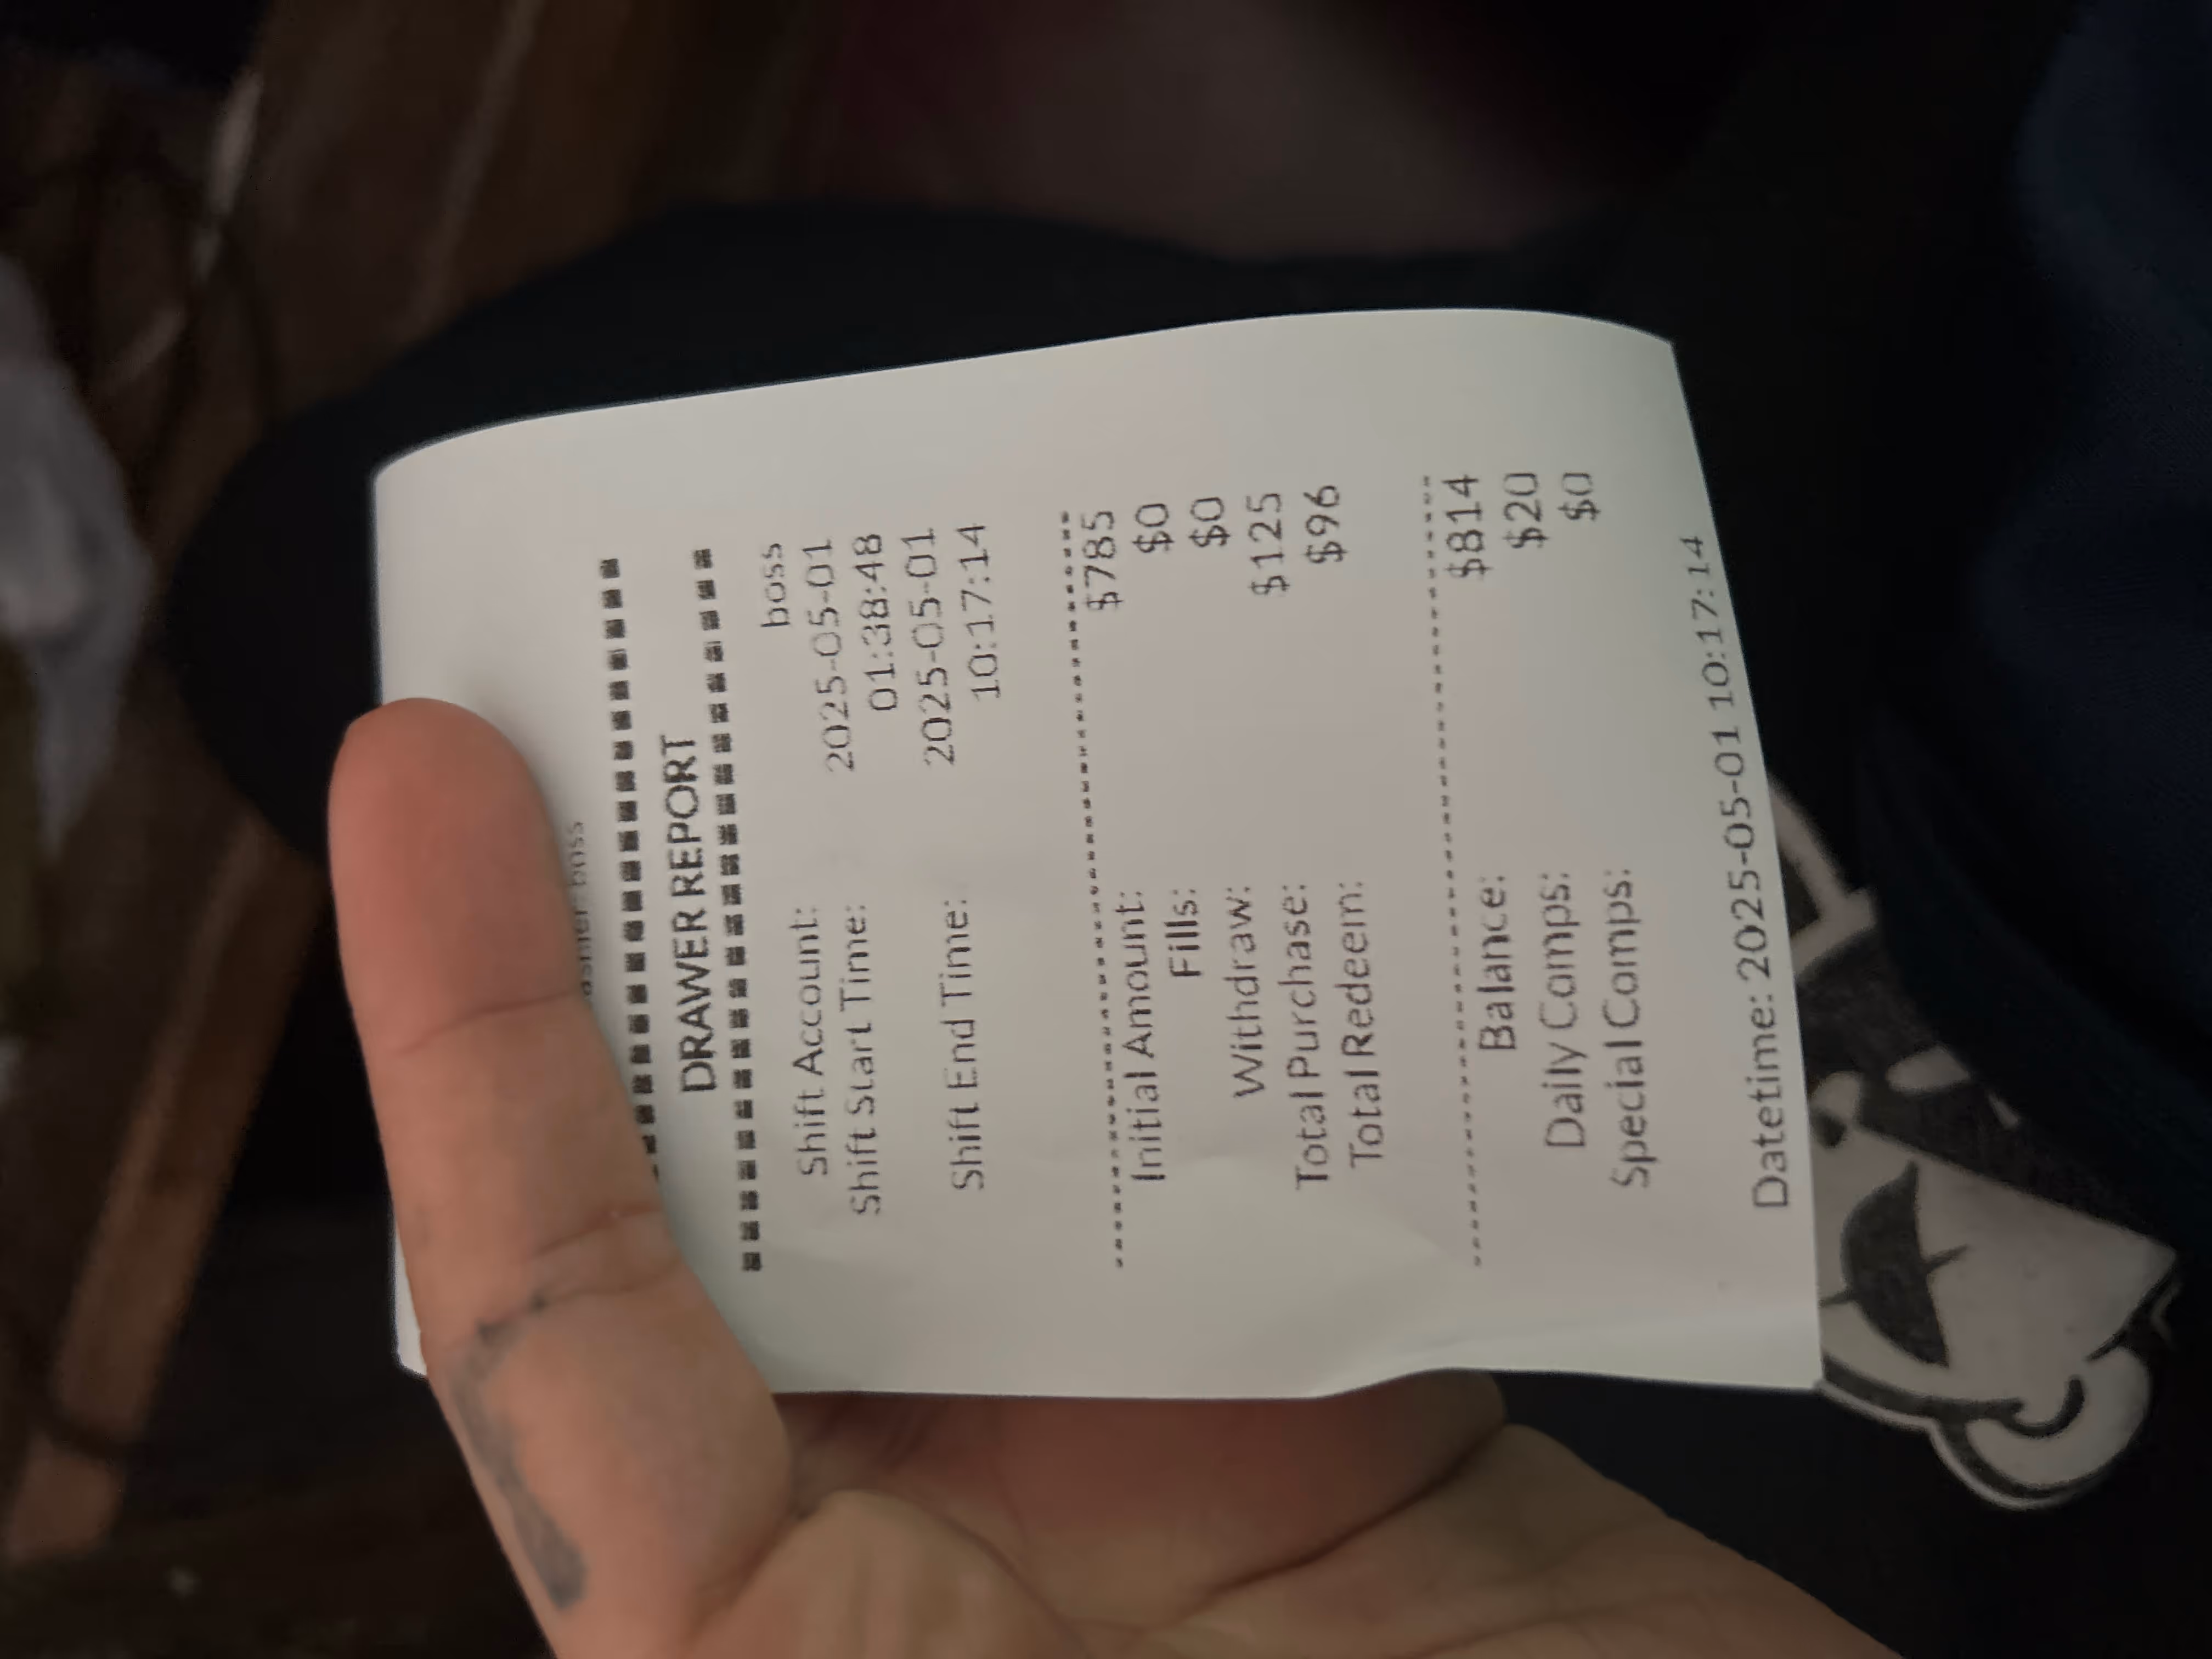 DRAWER REPORT
Shift Account: boss
Shift Start Time: 2025-05-01
01:38:48
Shift End Time: 2025-05-01
10:17:14
Initial Amount: $785
Fills: $0
Withdraw: $0
Total Purchase: $125
Total Redeem: $96
Balance: $814
Daily Comps: $20
Special Comps: $0
Datetime: 2025-05-01 10:17:14